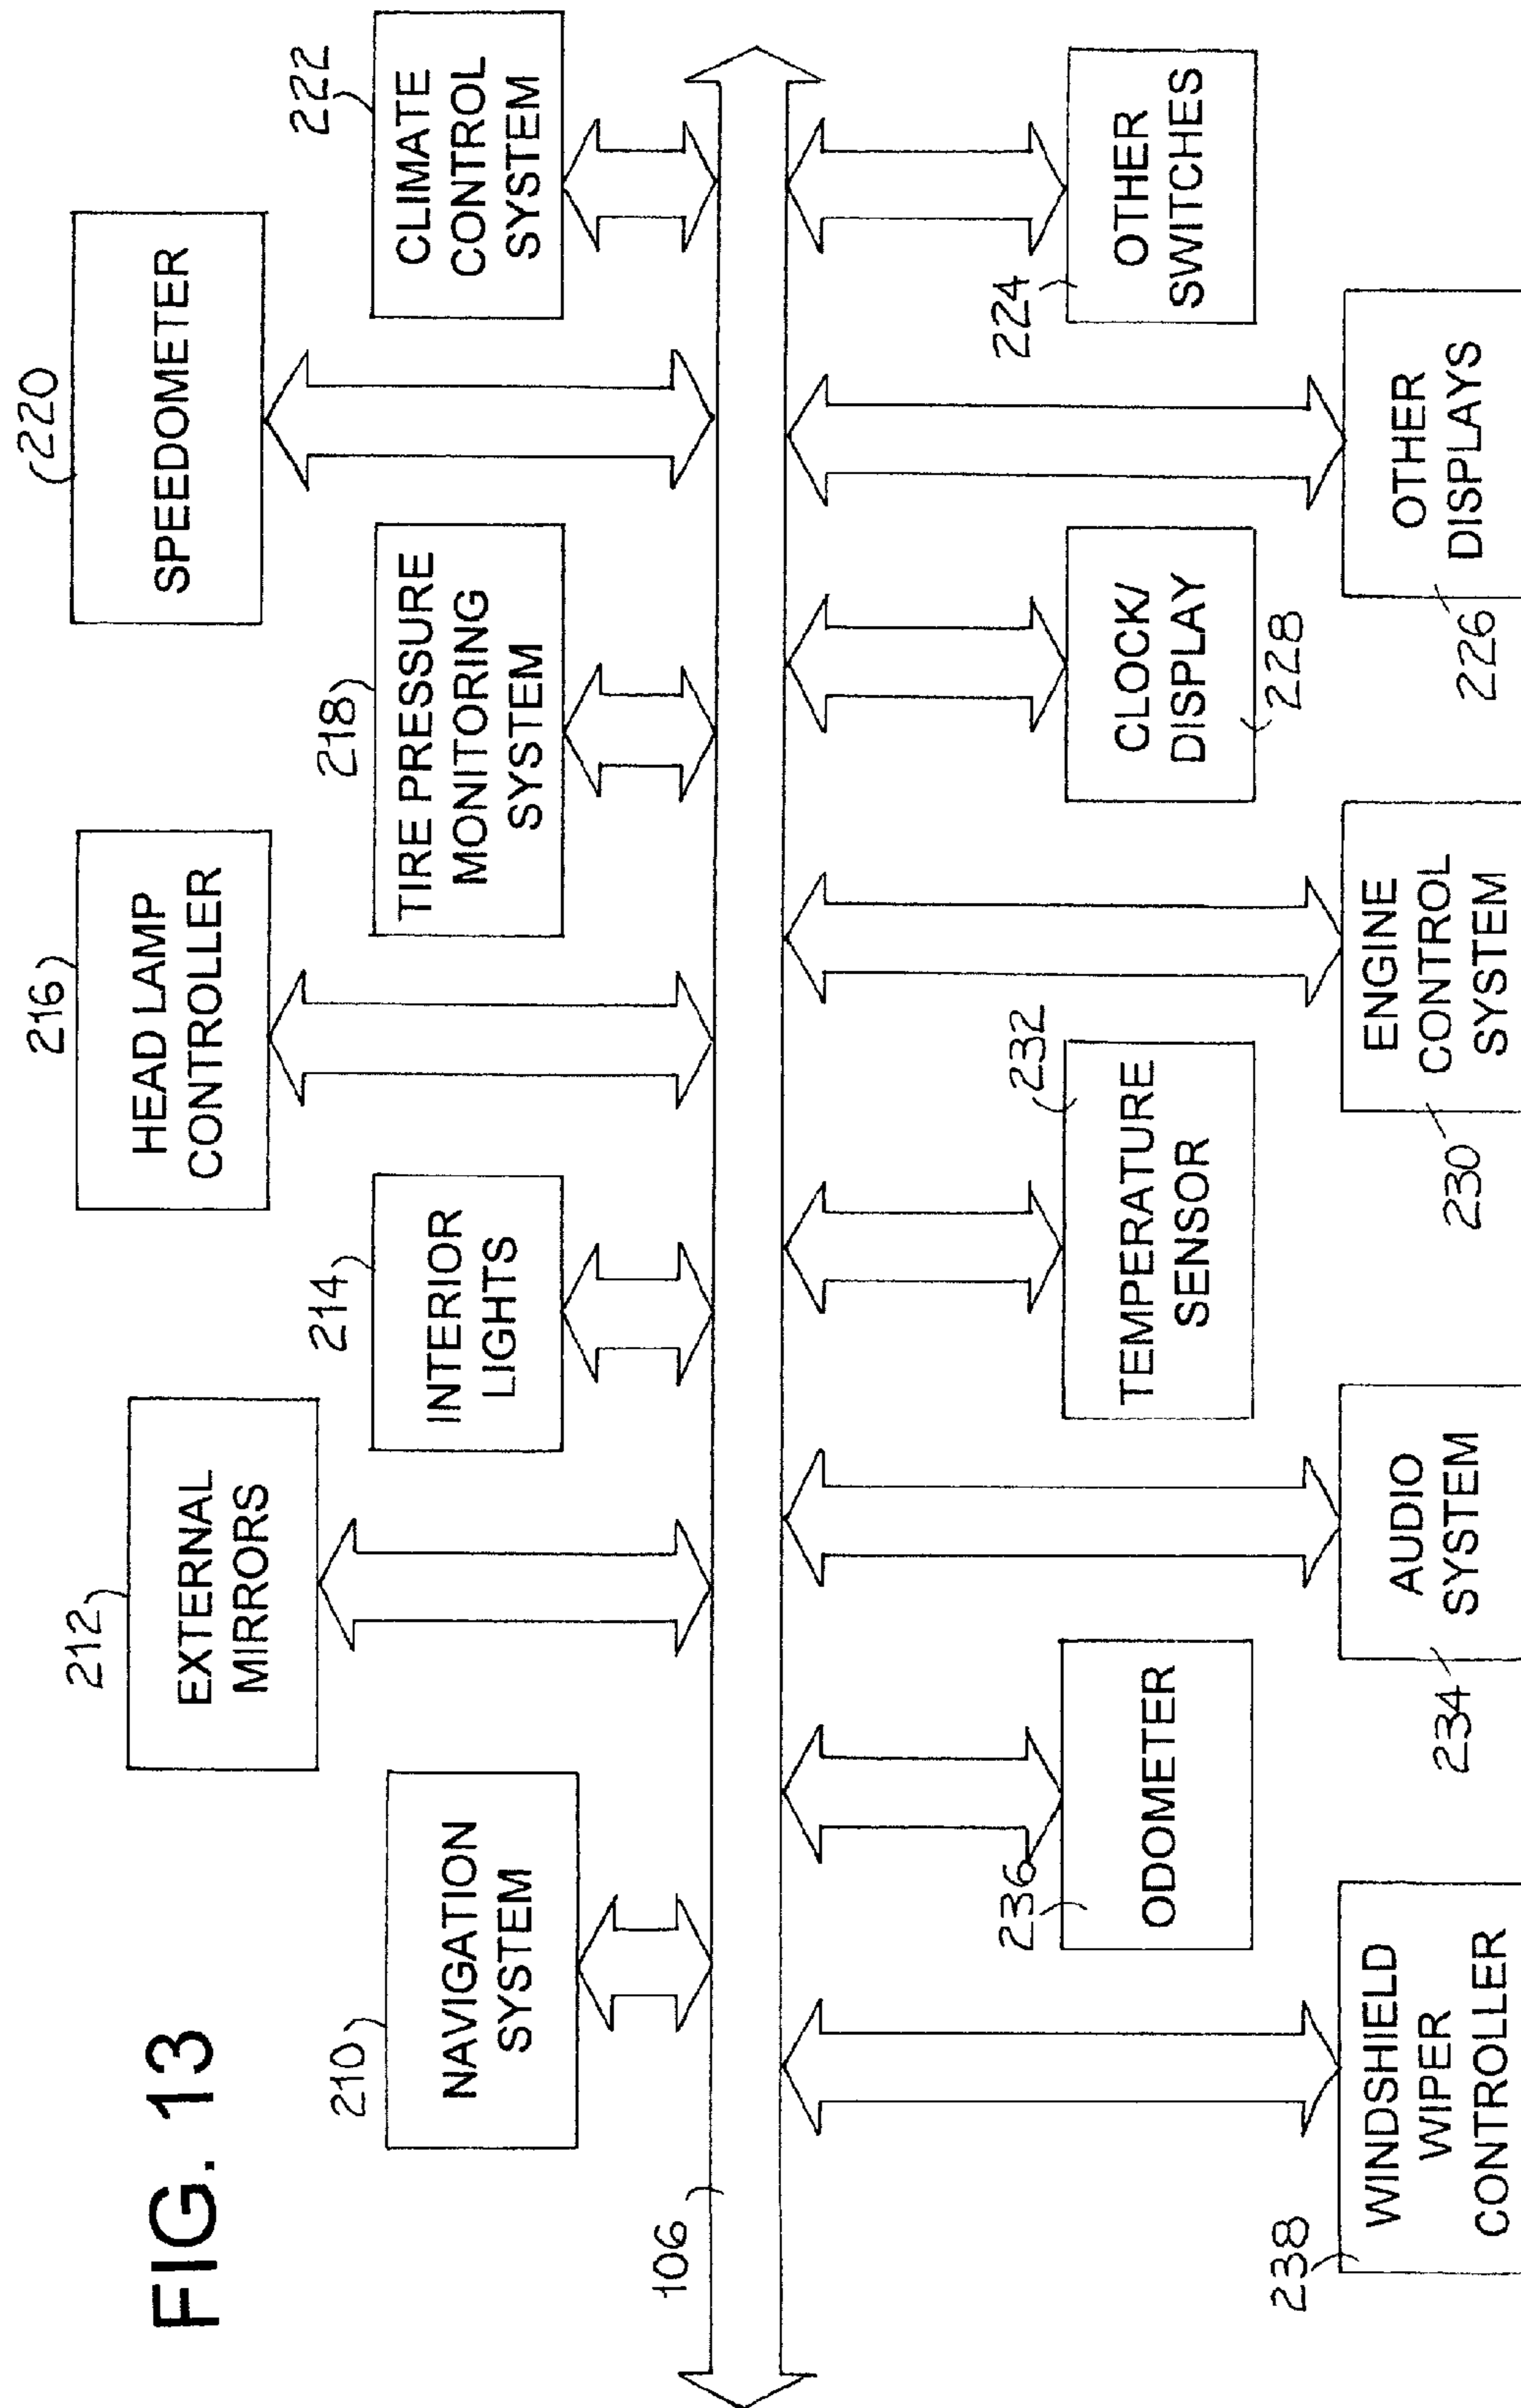 FIG. 13
210
NAVIGATION
SYSTEM
212
EXTERNAL
MIRRORS
214
INTERIOR
LIGHTS
216
HEAD LAMP
CONTROLLER
218
TIRE PRESSURE
MONITORING
SYSTEM
220
SPEEDOMETER
222
CLIMATE
CONTROL
SYSTEM
106
238
WINDSHIELD
WIPER
CONTROLLER
236
ODOMETER
234
AUDIO
SYSTEM
232
TEMPERATURE
SENSOR
230
ENGINE
CONTROL
SYSTEM
228
CLOCK/
DISPLAY
226
OTHER
DISPLAYS
224
OTHER
SWITCHES